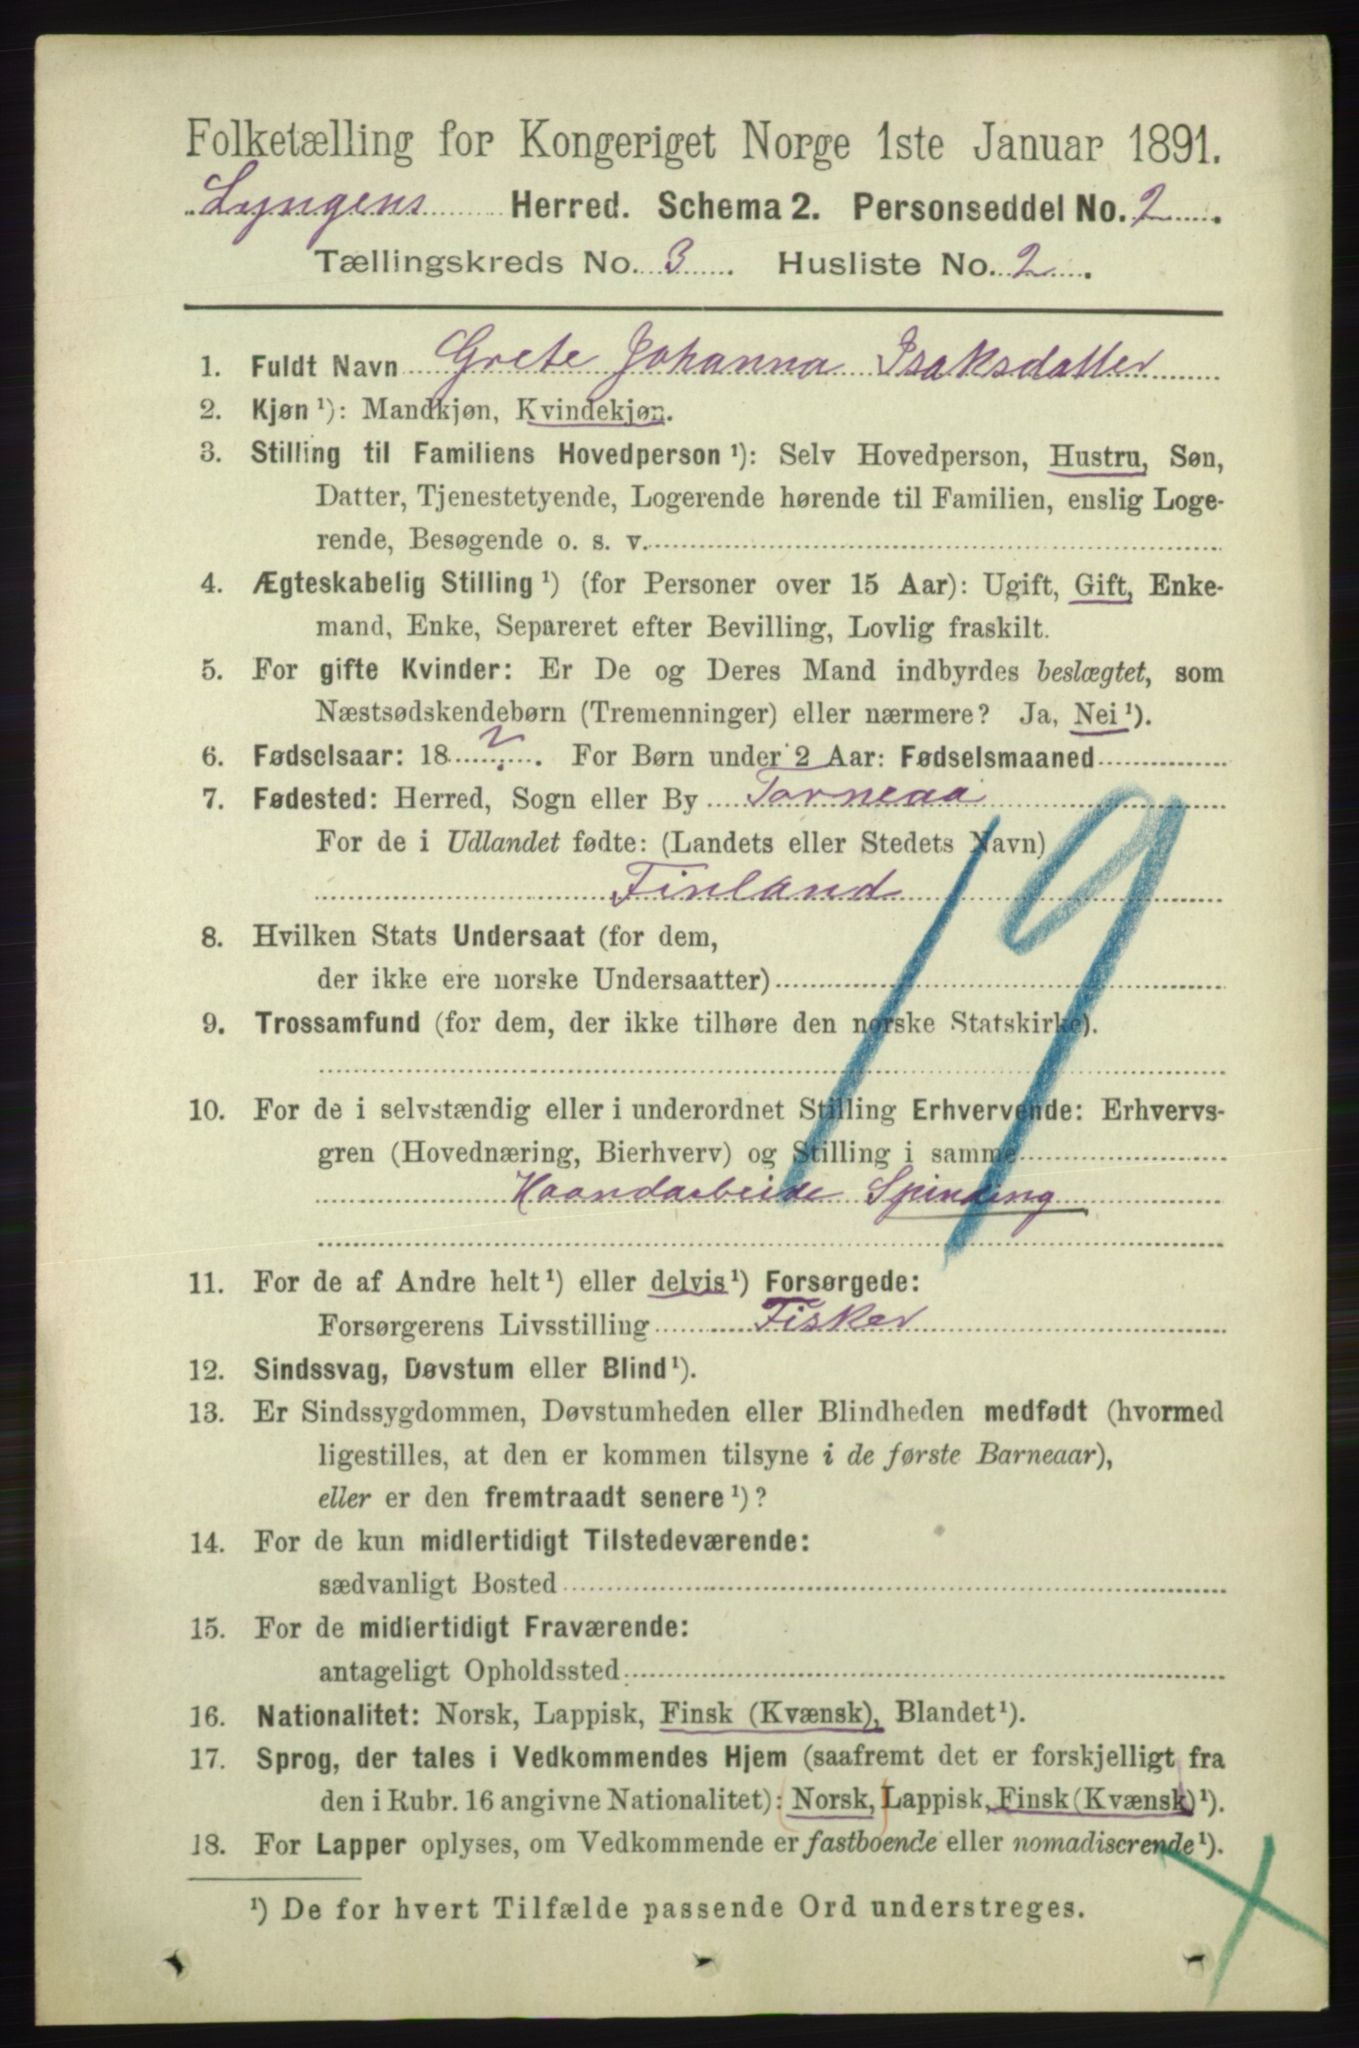 Folketælling for Kongeriget Norge 1ste Januar 1891.
Lyngens Herred. Schema 2. Personseddel No. 2.
Tællingskreds No. 3. Husliste No. 2.
1. Fuldt Navn Grete Johanna Isaksdatter
2. Kjøn ¹): Mandkjøn, Kvindekjøn.
3. Stilling til Familiens Hovedperson ¹): Selv Hovedperson, Hustru, Søn,
Datter, Tjenestetyende, Logerende hørende til Familien, enslig Loge-
rende, Besøgende o. s. v.
4. Ægteskabelig Stilling ¹) (for Personer over 15 Aar): Ugift, Gift, Enke-
mand, Enke, Separeret efter Bevilling, Lovlig fraskilt.
5. For gifte Kvinder: Er De og Deres Mand indbyrdes beslægtet, som
Næstsødskendebørn (Tremenninger) eller nærmere? Ja, Nei ¹).
6. Fødselsaar: 18 ?. For Børn under 2 Aar: Fødselsmaaned
7. Fødested: Herred, Sogn eller By Torneaa
For de i Udlandet fødte: (Landets eller Stedets Navn)
Finland
8. Hvilken Stats Undersaat (for dem,
der ikke ere norske Undersaatter)
9. Trossamfund (for dem, der ikke tilhøre den norske Statskirke).
10. For de i selvstændig eller i underordnet Stilling Erhvervende: Erhvervs-
gren (Hovednæring, Bierhverv) og Stilling i samme
Haandarbeide Spinding
19
11. For de af Andre helt ¹) eller delvis ¹) Forsørgede:
Forsørgerens Livsstilling Fisker
12. Sindssvag, Døvstum eller Blind ¹).
13. Er Sindssygdommen, Døvstumheden eller Blindheden medfødt (hvormed
ligestilles, at den er kommen tilsyne i de første Barneaar),
eller er den fremtraadt senere ¹)?
14. For de kun midlertidigt Tilstedeværende:
sædvanligt Bosted
15. For de midlertidigt Fraværende:
antageligt Opholdssted
16. Nationalitet: Norsk, Lappisk, Finsk (Kvænsk), Blandet ¹).
17. Sprog, der tales i Vedkommendes Hjem (saafremt det er forskjelligt fra
den i Rubr. 16 angivne Nationalitet): (Norsk,) Lappisk, Finsk (Kvænsk) ¹).
18. For Lapper oplyses, om Vedkommende er fastboende eller nomadiserende ¹).
¹) De for hvert Tilfælde passende Ord understreges.